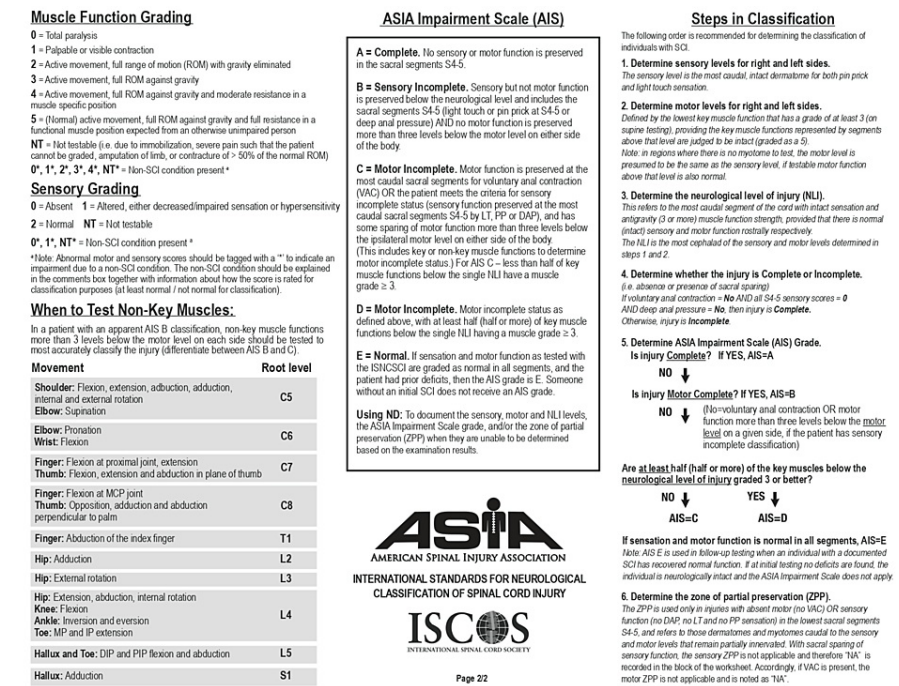 Muscle Function Grading
0 = Total paralysis
1 = Palpable or visible contraction
2 = Active movement, full range of motion (ROM) with gravity eliminated
3 = Active movement, full ROM against gravity
4 = Active movement, full ROM against gravity and moderate resistance in a
muscle specific position
5 = (Normal) active movement, full ROM against gravity and full resistance in a
functional muscle position expected from an otherwise unimpaired person
NT = Not testable (i.e. due to immobilization, severe pain such that the patient
cannot be graded, amputation of limb, or contracture of > 50% of the normal ROM)
0*, 1*, 2*, 3*, 4*, NT* = Non-SCI condition present ª
Sensory Grading
0 = Absent 1 = Altered, either decreased/impaired sensation or hypersensitivity
2 = Normal NT = Not testable
0*, 1*, NT* = Non-SCI condition present ª
ª Note: Abnormal motor and sensory scores should be tagged with a '*' to indicate an
impairment due to a non-SCI condition. The non-SCI condition should be explained
in the comments box together with information about how the score is rated for
classification purposes (at least normal / not normal for classification).
When to Test Non-Key Muscles:
In a patient with an apparent AIS B classification, non-key muscle functions
more than 3 levels below the motor level on each side should be tested to
most accurately classify the injury (differentiate between AIS B and C).
Movement Root level
Shoulder: Flexion, extension, adbuction, adduction,
internal and external rotation
Elbow: Supination
C5
Elbow: Pronation
Wrist: Flexion
C6
Finger: Flexion at proximal joint, extension
Thumb: Flexion, extension and abduction in plane of thumb
C7
Finger: Flexion at MCP joint
Thumb: Opposition, adduction and abduction
perpendicular to palm
C8
Finger: Abduction of the index finger T1
Hip: Adduction L2
Hip: External rotation L3
Hip: Extension, abduction, internal rotation
Knee: Flexion
Ankle: Inversion and eversion
Toe: MP and IP extension
L4
Hallux and Toe: DIP and PIP flexion and abduction L5
Hallux: Adduction S1
ASIA Impairment Scale (AIS)
A = Complete. No sensory or motor function is preserved
in the sacral segments S4-5.
B = Sensory Incomplete. Sensory but not motor function
is preserved below the neurological level and includes the
sacral segments S4-5 (light touch or pin prick at S4-5 or
deep anal pressure) AND no motor function is preserved
more than three levels below the motor level on either side
of the body.
C = Motor Incomplete. Motor function is preserved at the
most caudal sacral segments for voluntary anal contraction
(VAC) OR the patient meets the criteria for sensory
incomplete status (sensory function preserved at the most
caudal sacral segments S4-5 by LT, PP or DAP), and has
some sparing of motor function more than three levels below
the ipsilateral motor level on either side of the body.
(This includes key or non-key muscle functions to determine
motor incomplete status.) For AIS C – less than half of key
muscle functions below the single NLI have a muscle
grade ≥ 3.
D = Motor Incomplete. Motor incomplete status as
defined above, with at least half (half or more) of key muscle
functions below the single NLI having a muscle grade ≥ 3.
E = Normal. If sensation and motor function as tested with
the ISNCSCI are graded as normal in all segments, and the
patient had prior deficits, then the AIS grade is E. Someone
without an initial SCI does not receive an AIS grade.
Using ND: To document the sensory, motor and NLI levels,
the ASIA Impairment Scale grade, and/or the zone of partial
preservation (ZPP) when they are unable to be determined
based on the examination results.
ASIA
AMERICAN SPINAL INJURY ASSOCIATION
INTERNATIONAL STANDARDS FOR NEUROLOGICAL
CLASSIFICATION OF SPINAL CORD INJURY
ISCOS
INTERNATIONAL SPINAL CORD SOCIETY
Page 2/2
Steps in Classification
The following order is recommended for determining the classification of
individuals with SCI.
1. Determine sensory levels for right and left sides.
The sensory level is the most caudal, intact dermatome for both pin prick
and light touch sensation.
2. Determine motor levels for right and left sides.
Defined by the lowest key muscle function that has a grade of at least 3 (on
supine testing), providing the key muscle functions represented by segments
above that level are judged to be intact (graded as a 5).
Note: in regions where there is no myotome to test, the motor level is
presumed to be the same as the sensory level, if testable motor function
above that level is also normal.
3. Determine the neurological level of injury (NLI).
This refers to the most caudal segment of the cord with intact sensation and
antigravity (3 or more) muscle function strength, provided that there is normal
(intact) sensory and motor function rostrally respectively.
The NLI is the most cephalad of the sensory and motor levels determined in
steps 1 and 2.
4. Determine whether the injury is Complete or Incomplete.
(i.e. absence or presence of sacral sparing)
If voluntary anal contraction = No AND all S4-5 sensory scores = 0
AND deep anal pressure = No, then injury is Complete.
Otherwise, injury is Incomplete.
5. Determine ASIA Impairment Scale (AIS) Grade.
Is injury Complete? If YES, AIS=A
NO
Is injury Motor Complete? If YES, AIS=B
NO
(No=voluntary anal contraction OR motor
function more than three levels below the motor
level on a given side, if the patient has sensory
incomplete classification)
Are at least half (half or more) of the key muscles below the
neurological level of injury graded 3 or better?
NO YES
AIS=C AIS=D
If sensation and motor function is normal in all segments, AIS=E
Note: AIS E is used in follow-up testing when an individual with a documented
SCI has recovered normal function. If at initial testing no deficits are found, the
individual is neurologically intact and the ASIA Impairment Scale does not apply.
6. Determine the zone of partial preservation (ZPP).
The ZPP is used only in injuries with absent motor (no VAC) OR sensory
function (no DAP, no LT and no PP sensation) in the lowest sacral segments
S4-5, and refers to those dermatomes and myotomes caudal to the sensory
and motor levels that remain partially innervated. With sacral sparing of
sensory function, the sensory ZPP is not applicable and therefore "NA" is
recorded in the block of the worksheet. Accordingly, if VAC is present, the
motor ZPP is not applicable and is noted as "NA".